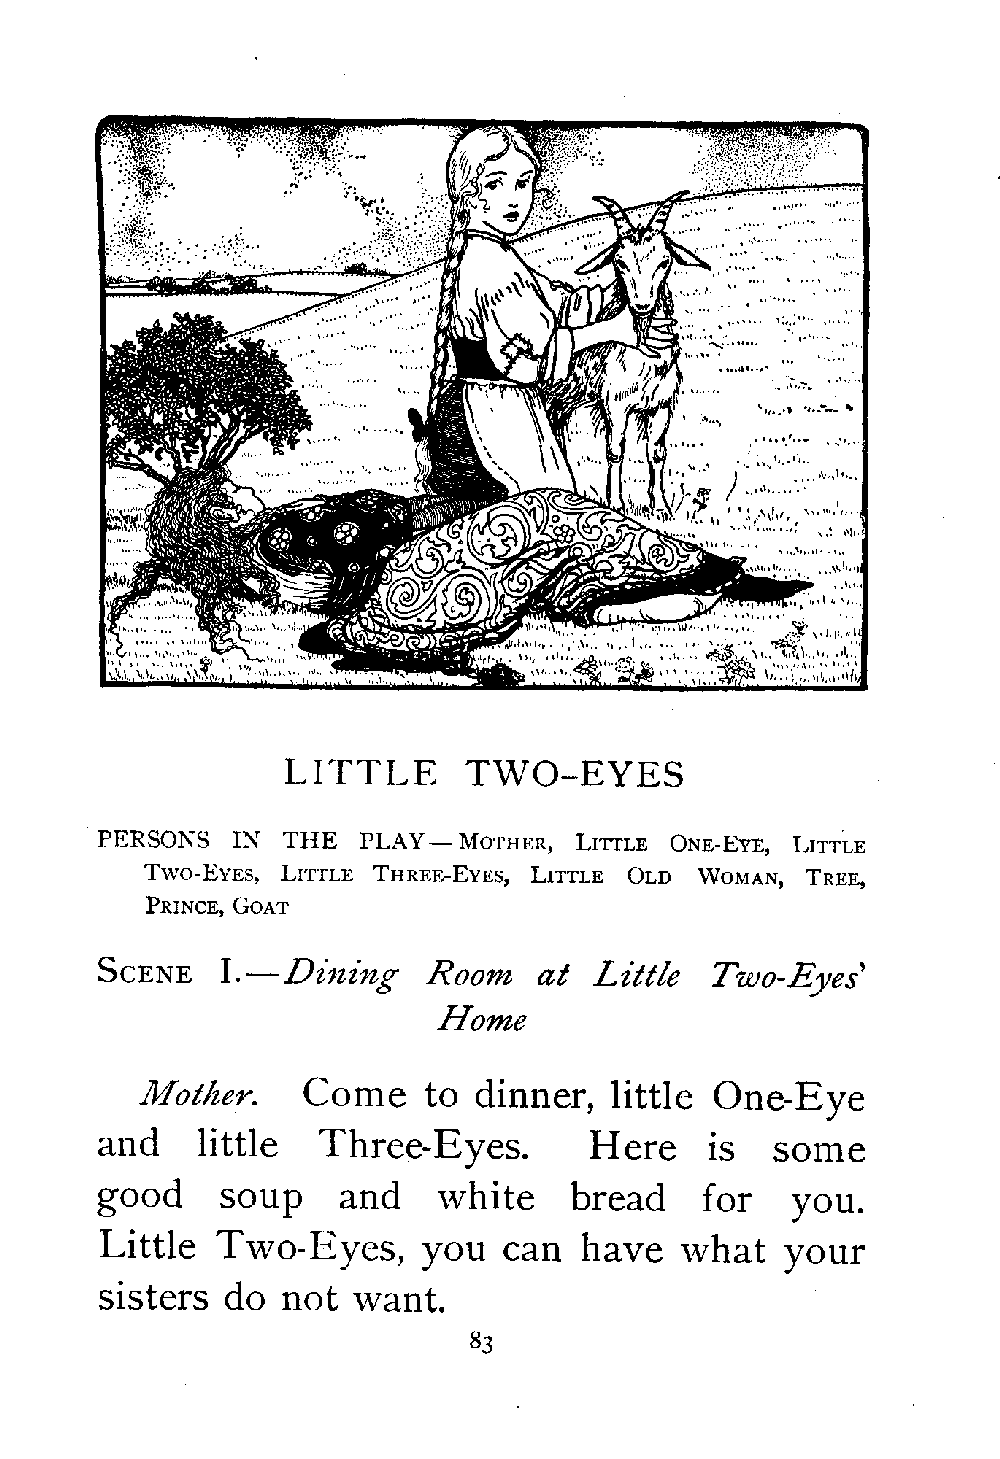 LITTLE TWO-EYES
PERSONS IN THE PLAY—MOTHER, LITTLE ONE-EYE, LITTLE
TWO-EYES, LITTLE THREE-EYES, LITTLE OLD WOMAN, TREE,
PRINCE, GOAT
SCENE I.—Dining Room at Little Two-Eyes'
Home
Mother. Come to dinner, little One-Eye
and little Three-Eyes. Here is some
good soup and white bread for you.
Little Two-Eyes, you can have what your
sisters do not want.
83